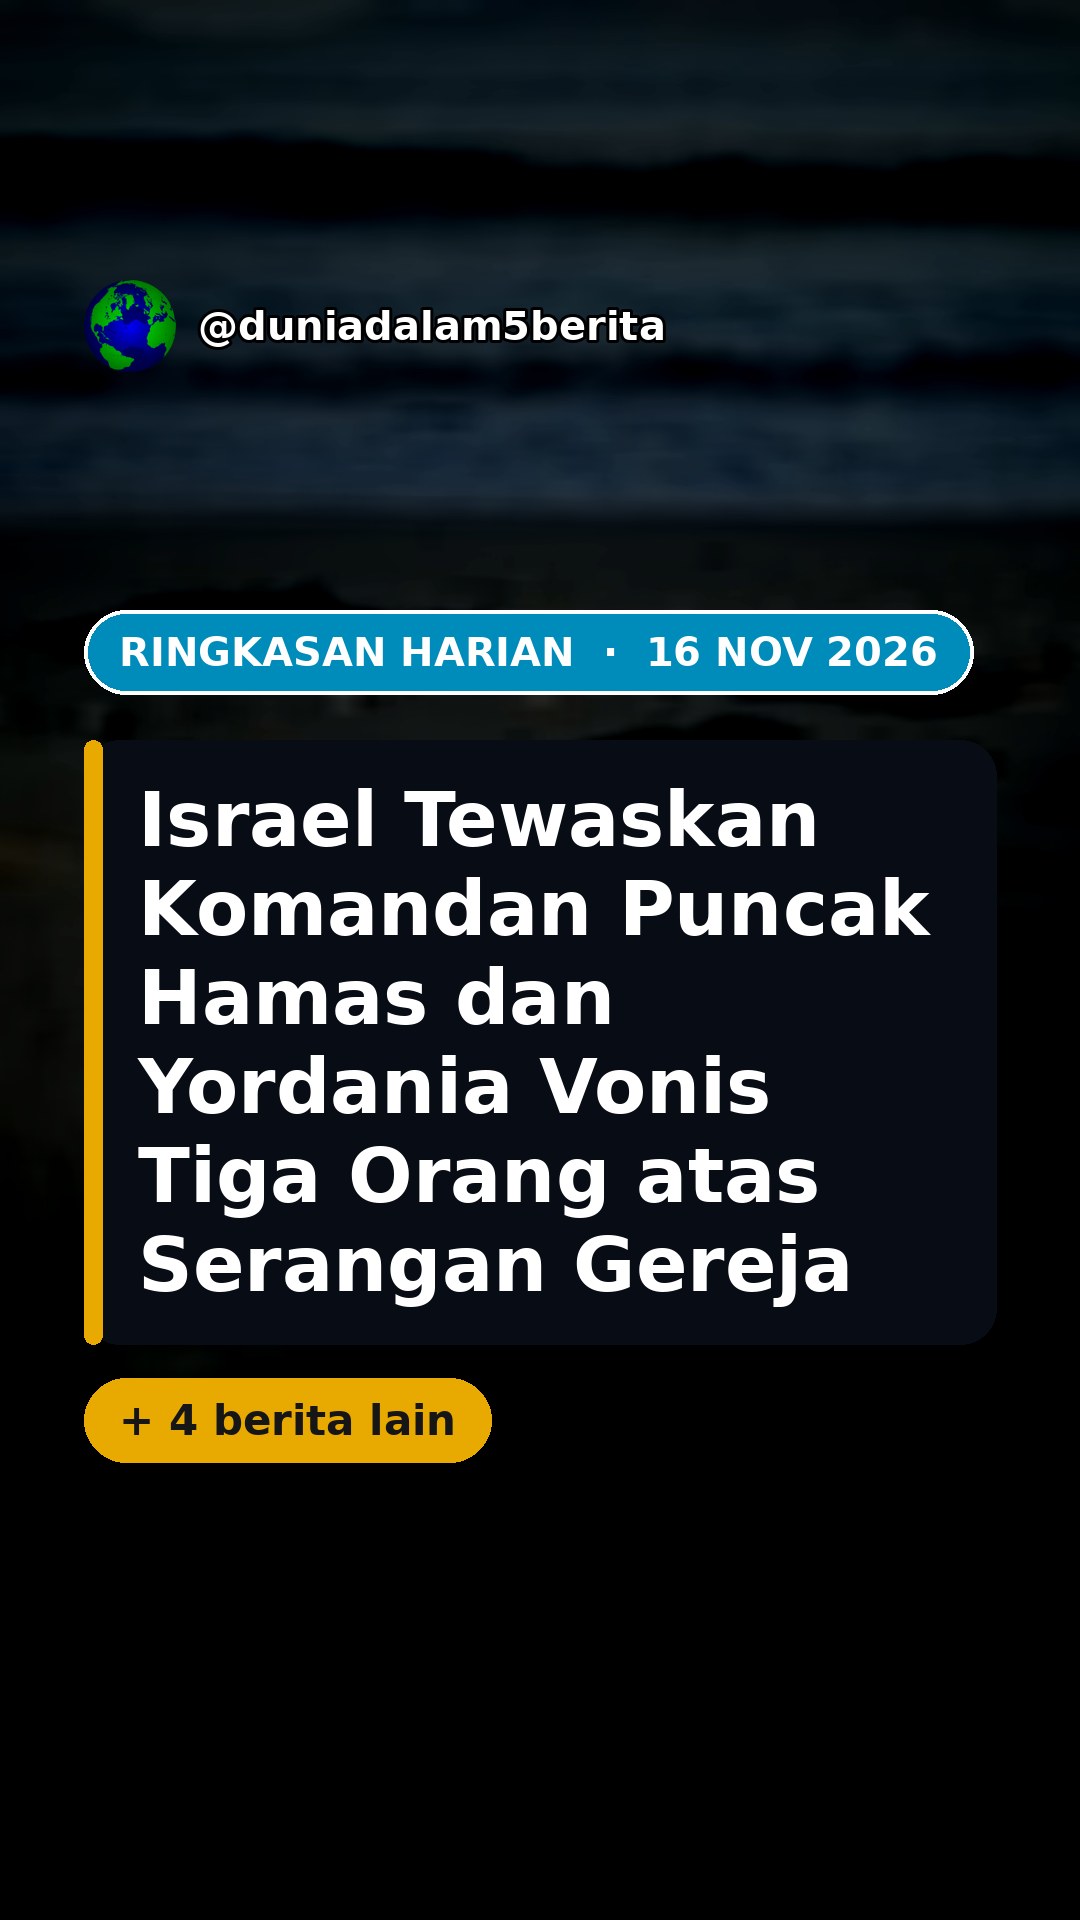 @duniadalam5berita
RINGKASAN HARIAN · 16 NOV 2026
Israel Tewaskan
Komandan Puncak
Hamas dan
Yordania Vonis
Tiga Orang atas
Serangan Gereja
+ 4 berita lain